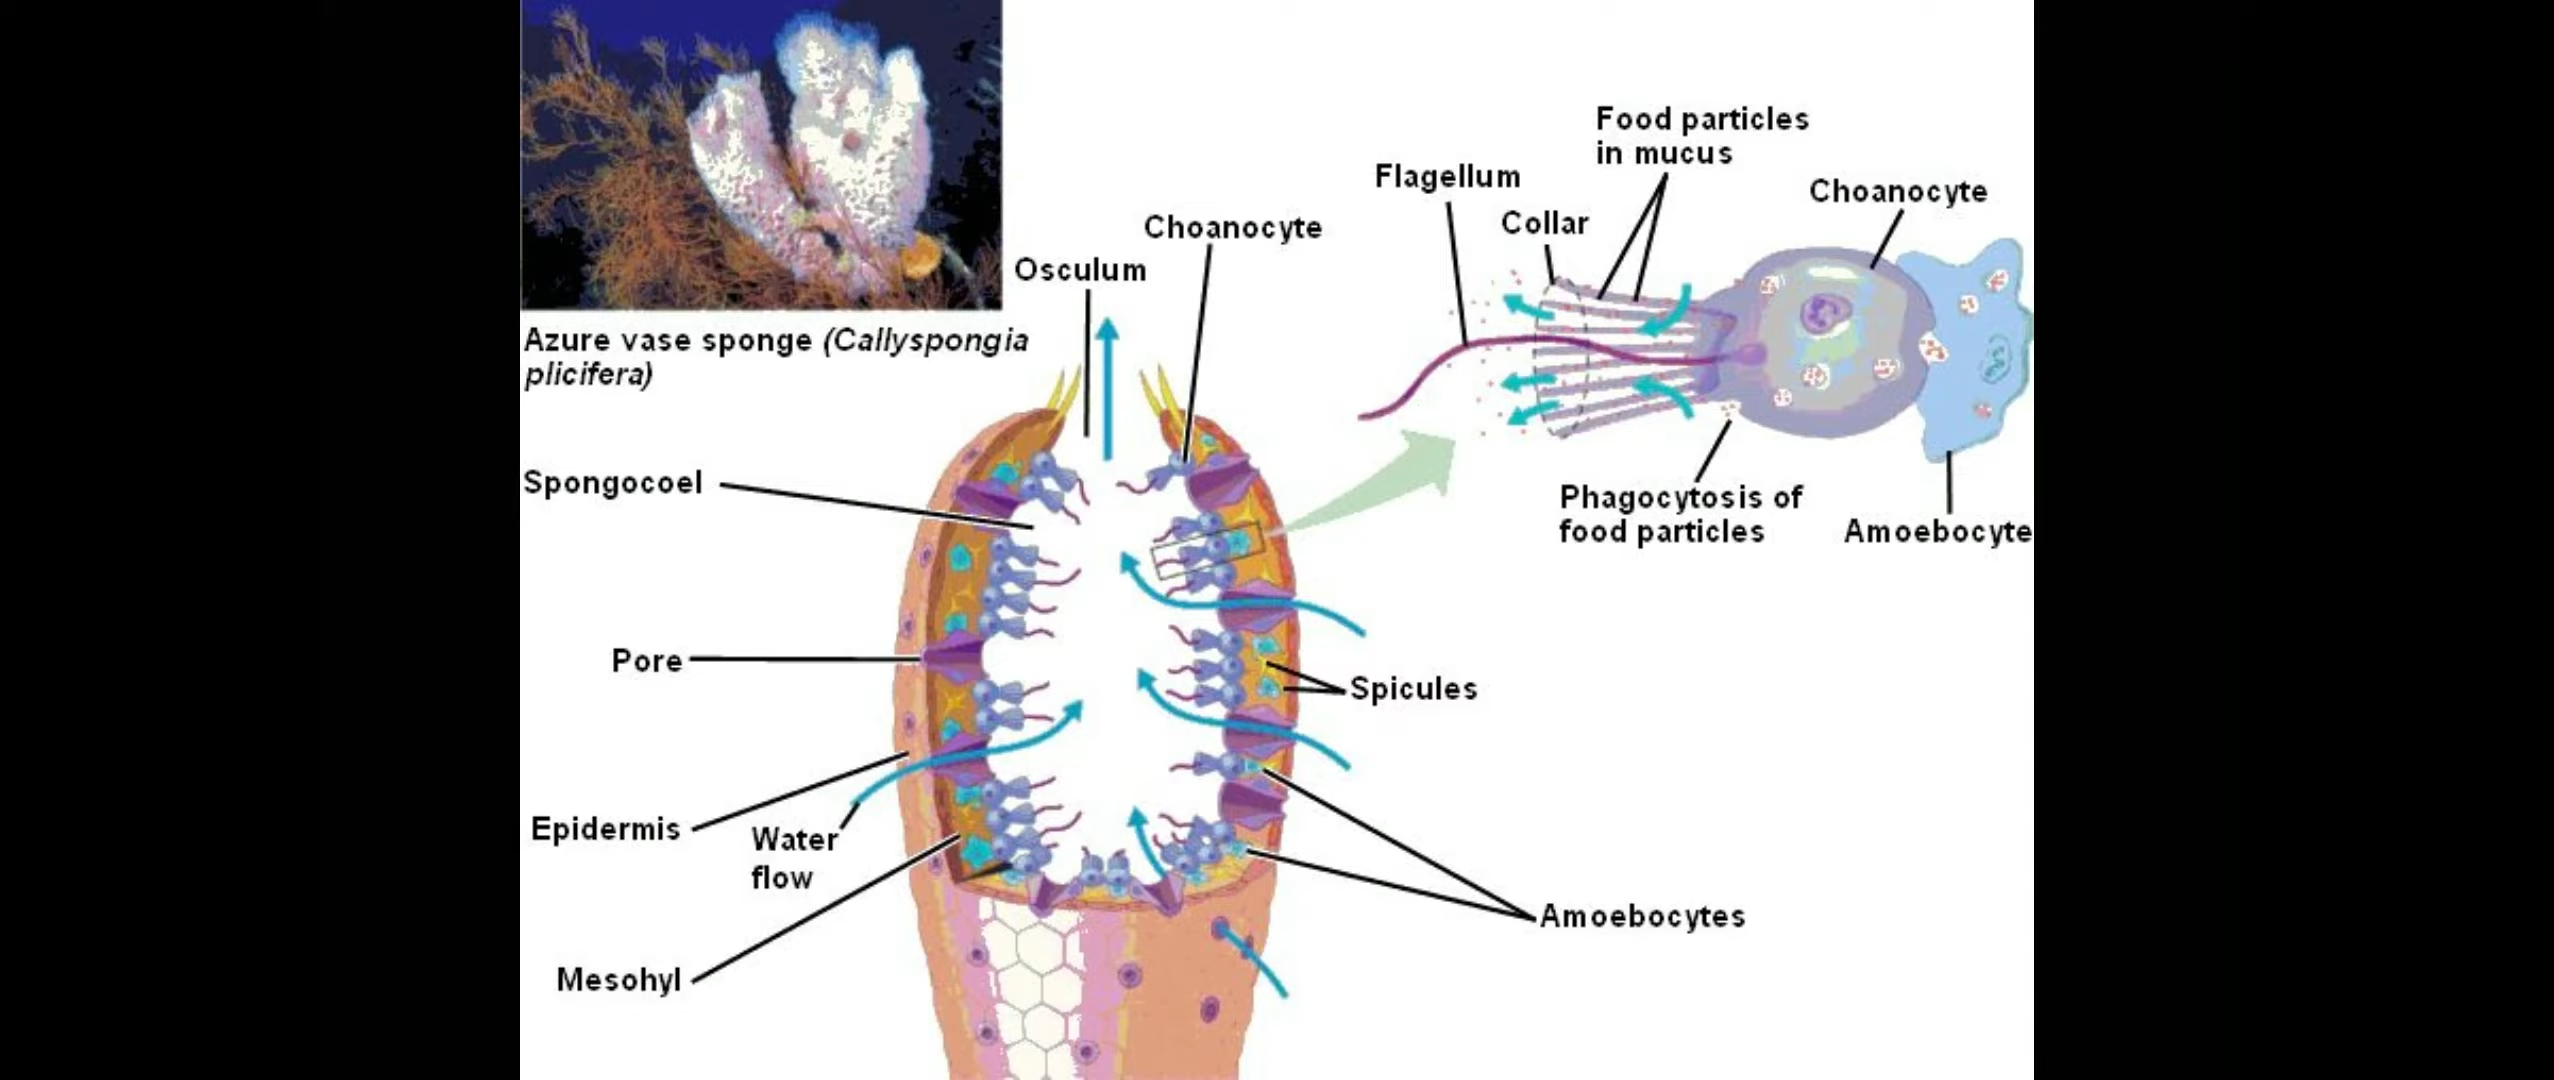 Food particles
in mucus
Flagellum
Choanocyte
Collar
Choanocyte
Osculum
Azure vase sponge (Callyspongia
plicifera)
Spongocoel
Phagocytosis of
food particles
Amoebocyte
Pore
Spicules
Epidermis
Water
flow
Amoebocytes
Mesohyl